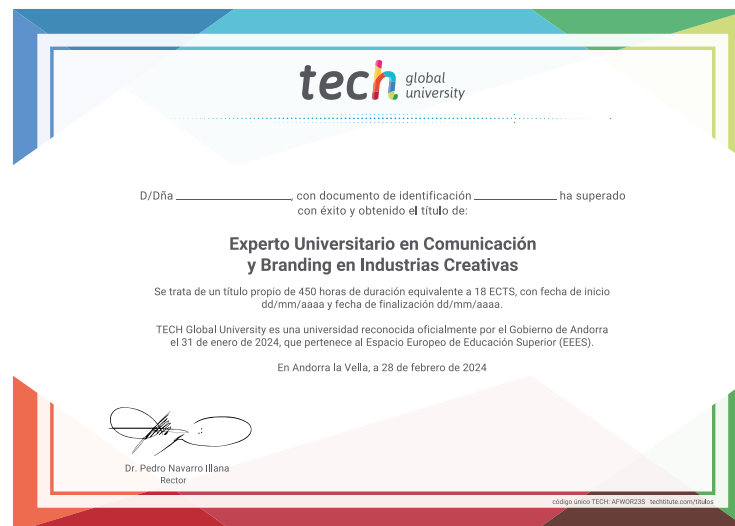 tech global university
D/Dña ______________, con documento de identificación ______________ ha superado
con éxito y obtenido el título de:
Experto Universitario en Comunicación
y Branding en Industrias Creativas
Se trata de un título propio de 450 horas de duración equivalente a 18 ECTS, con fecha de inicio
dd/mm/aaaa y fecha de finalización dd/mm/aaaa.
TECH Global University es una universidad reconocida oficialmente por el Gobierno de Andorra
el 31 de enero de 2024, que pertenece al Espacio Europeo de Educación Superior (EEES).
En Andorra la Vella, a 28 de febrero de 2024
Dr. Pedro Navarro Illana
Rector
código único TECH: AFWOR23S techtitute.com/titulos